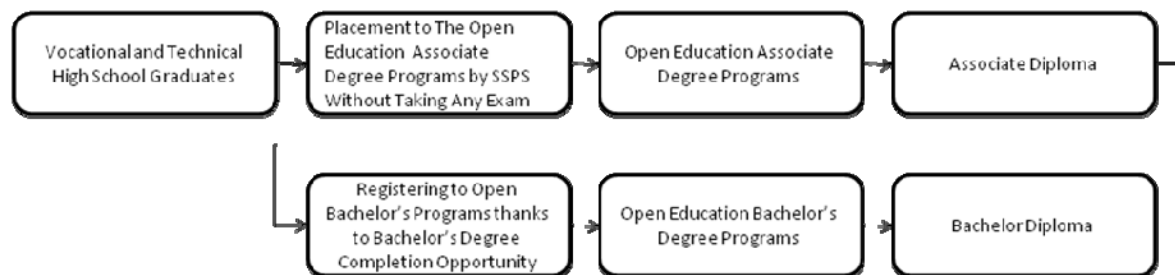 Vocational and Technical
High School Graduates
Placement to The Open
Education Associate
Degree Programs by SSPS
Without Taking Any Exam
Open Education Associate
Degree Programs
Associate Diploma
Registering to Open
Bachelor's Programs thanks
to Bachelor's Degree
Completion Opportunity
Open Education Bachelor's
Degree Programs
Bachelor Diploma